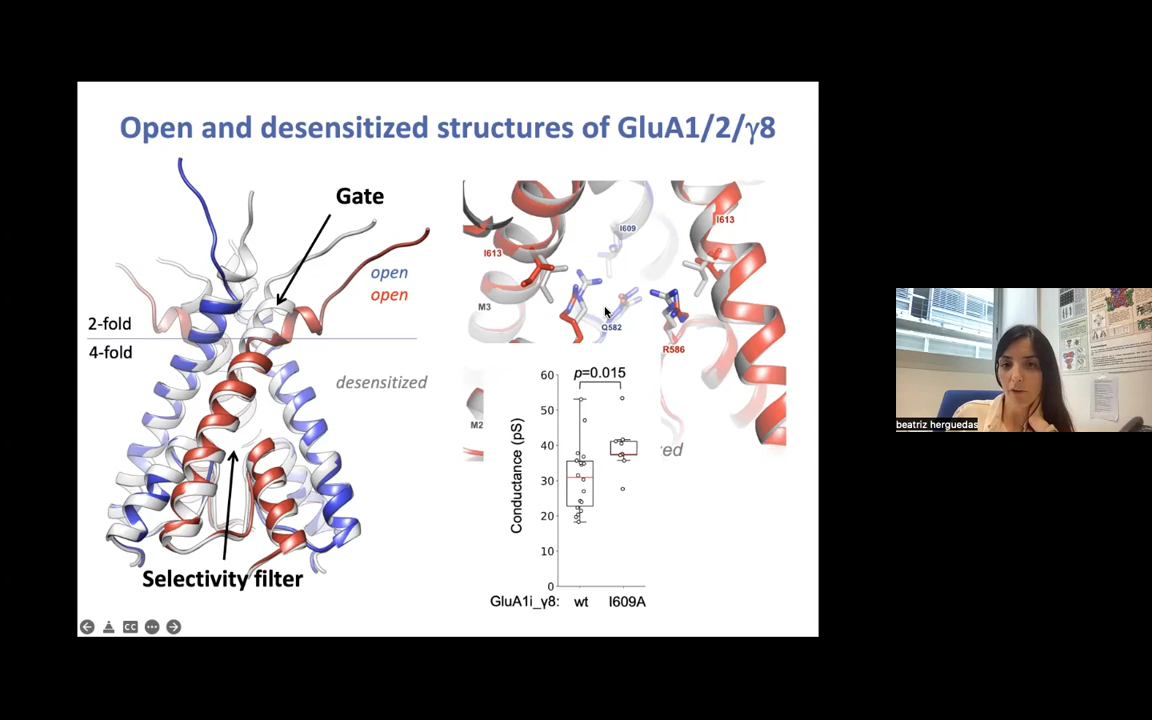 Open and desensitized structures of GluA1/2/γ8
Gate
open
open
2-fold
4-fold
desensitized
Selectivity filter
I609
I613
I613
M3
Q582
R586
M2
red
p=0.015
60
50
40
30
20
10
0
Conductance (pS)
GluA1i_γ8: wt I609A
CC
beatriz herguedas